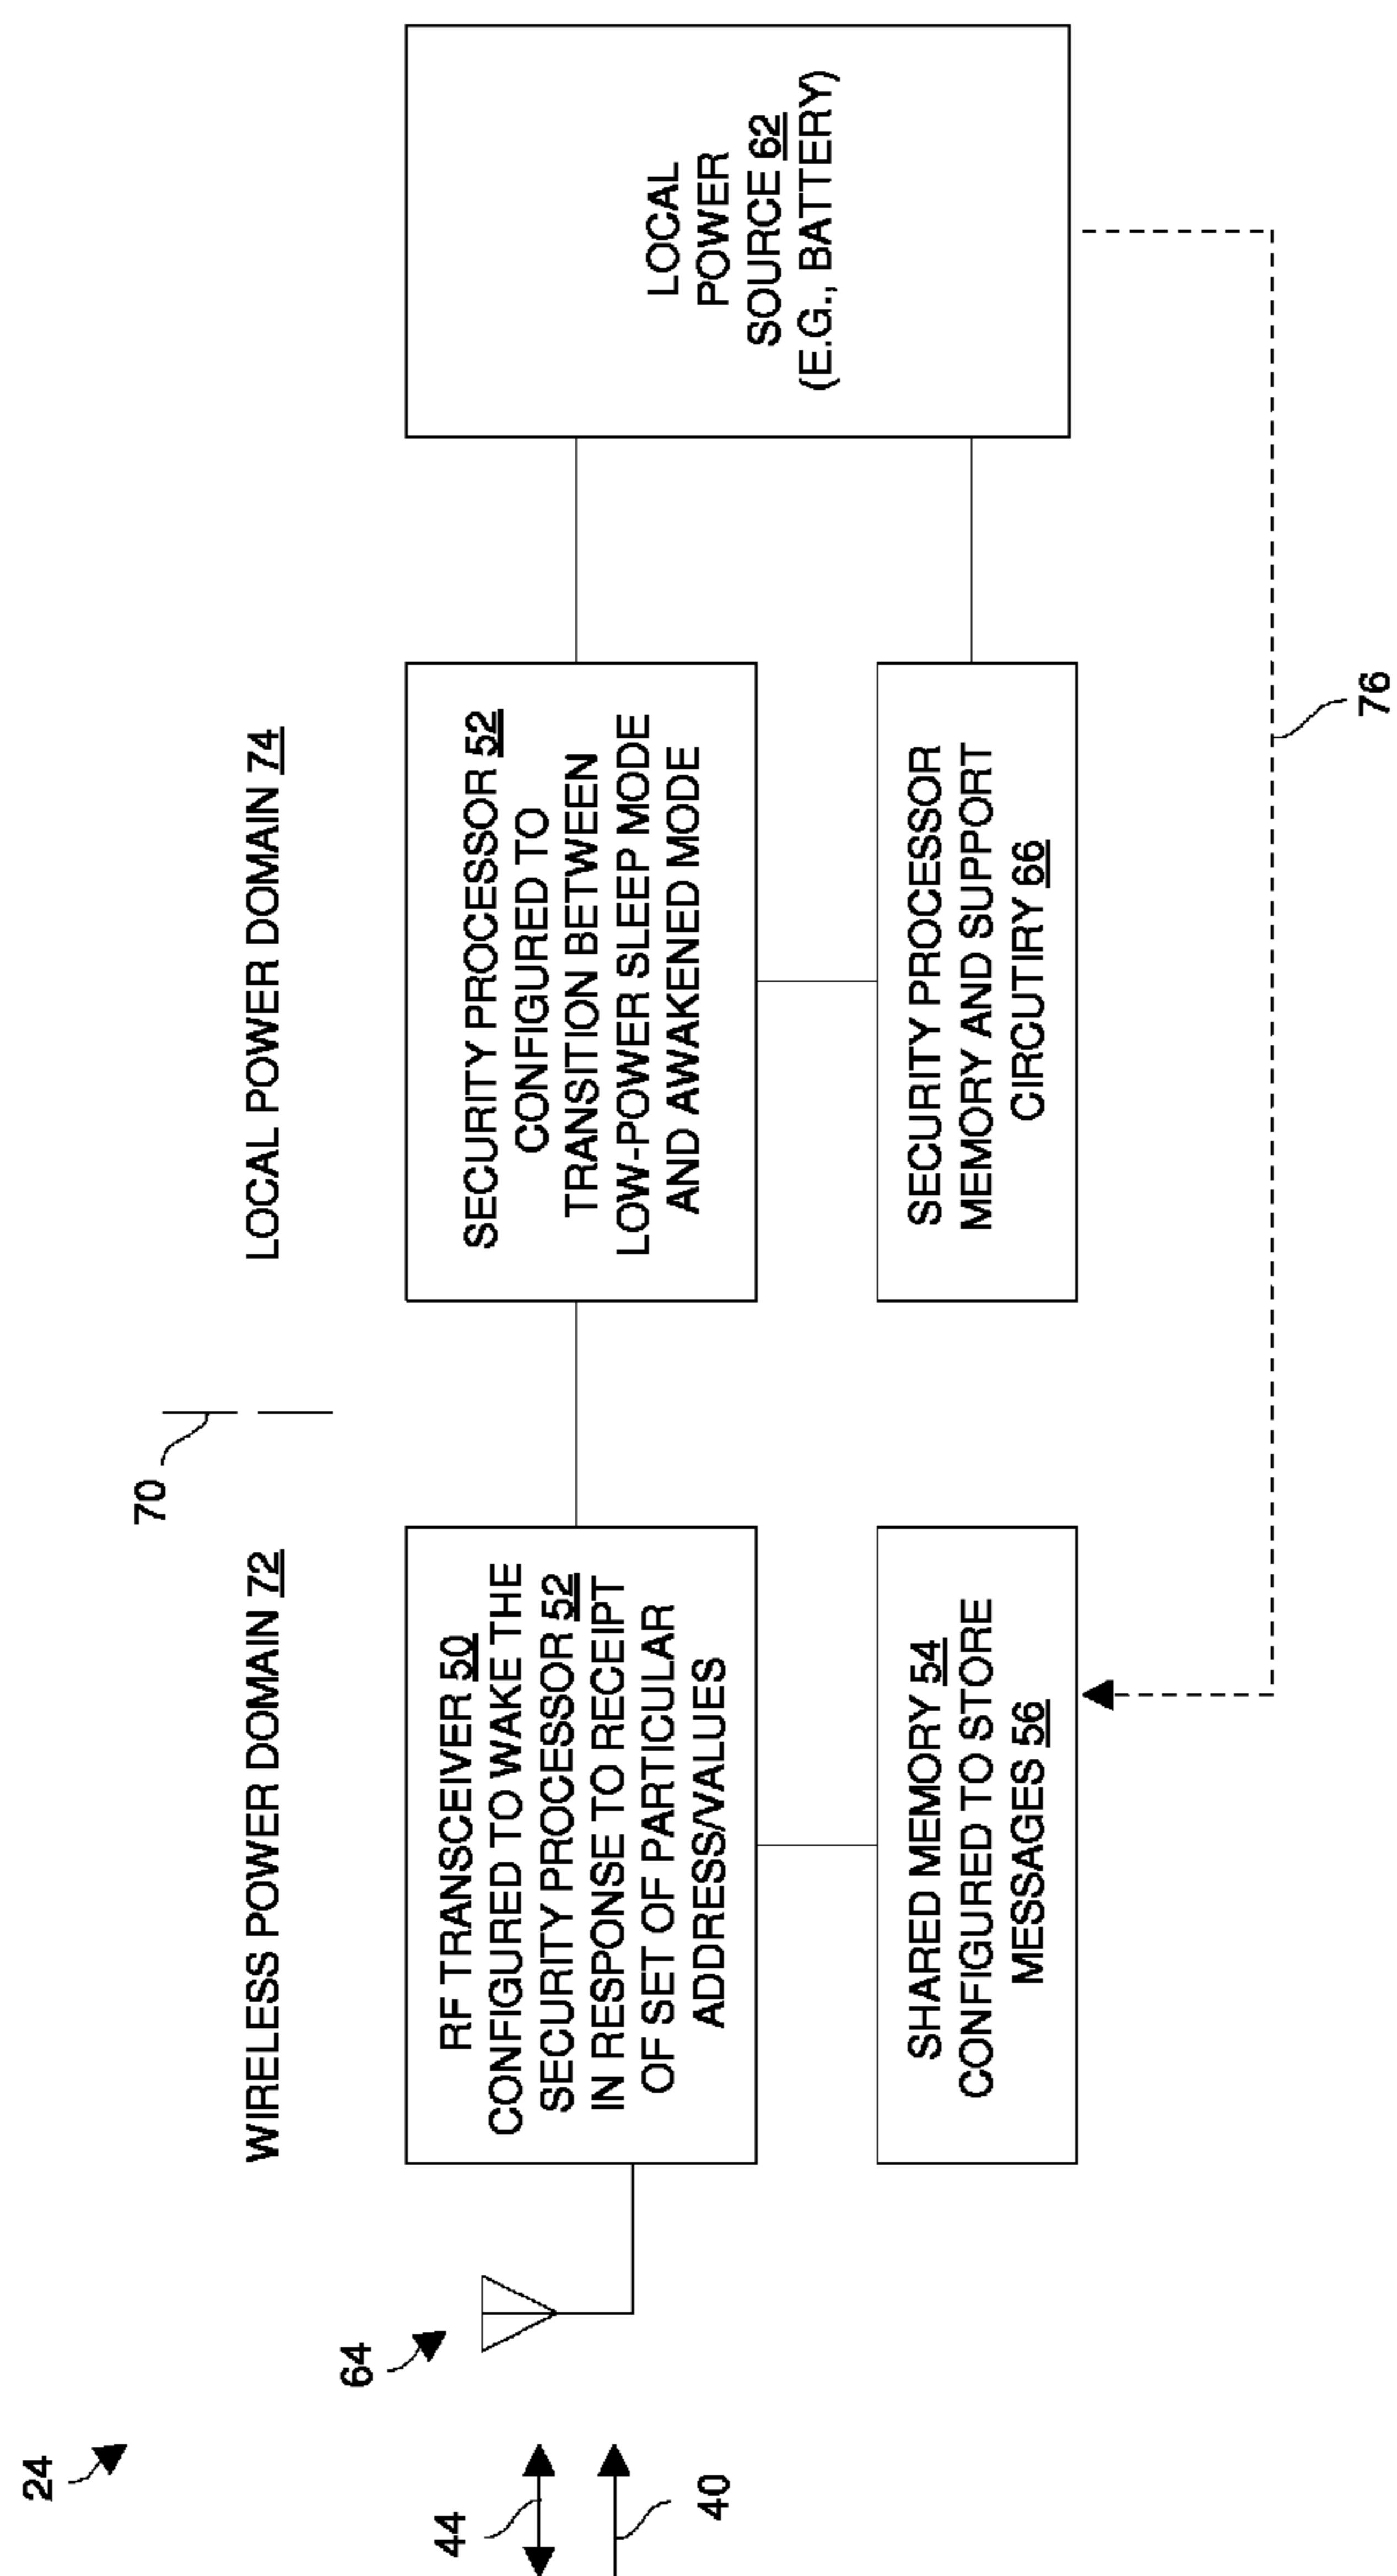 24
70
WIRELESS POWER DOMAIN 72
LOCAL POWER DOMAIN 74
64
44
40
RF TRANSCEIVER 50
CONFIGURED TO WAKE THE
SECURITY PROCESSOR 52
IN RESPONSE TO RECEIPT
OF SET OF PARTICULAR
ADDRESS/VALUES
SECURITY PROCESSOR 52
CONFIGURED TO
TRANSITION BETWEEN
LOW-POWER SLEEP MODE
AND AWAKENED MODE
LOCAL
POWER
SOURCE 62
(E.G., BATTERY)
SHARED MEMORY 54
CONFIGURED TO STORE
MESSAGES 56
SECURITY PROCESSOR
MEMORY AND SUPPORT
CIRCUTIRY 66
76